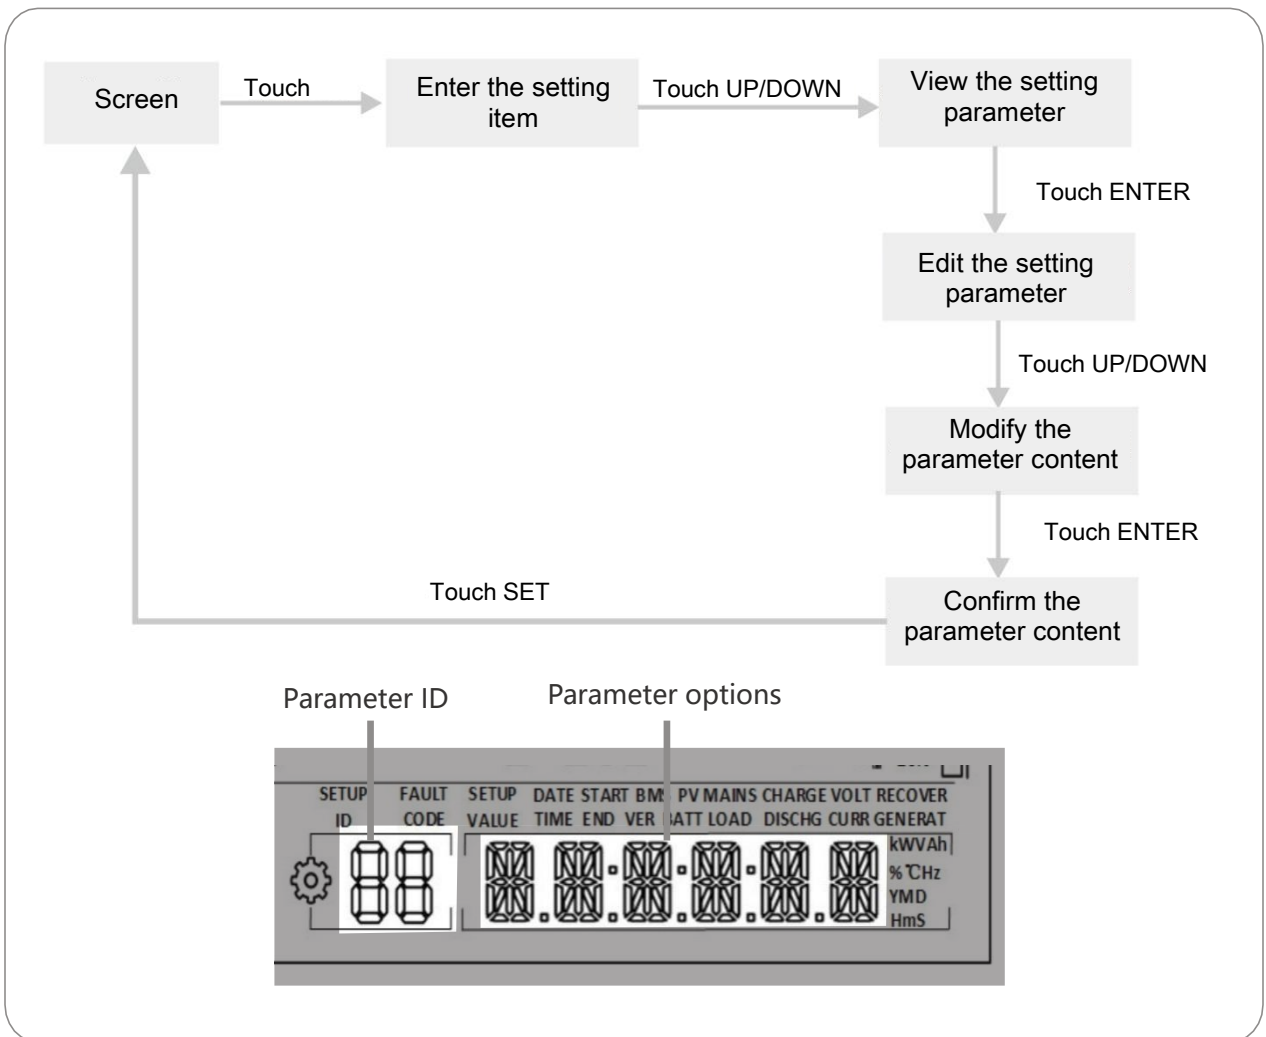 Screen
Touch
Enter the setting
item
Touch UP/DOWN
View the setting
parameter
Touch ENTER
Edit the setting
parameter
Touch UP/DOWN
Modify the
parameter content
Touch ENTER
Confirm the
parameter content
Touch SET
Parameter ID
Parameter options
SETUP FAULT SETUP DATE START BMS PV MAINS CHARGE VOLT RECOVER
ID CODE VALUE TIME END VER BATT LOAD DISCHG CURR GENERAT
kWVAh
% ℃Hz
YMD
HmS